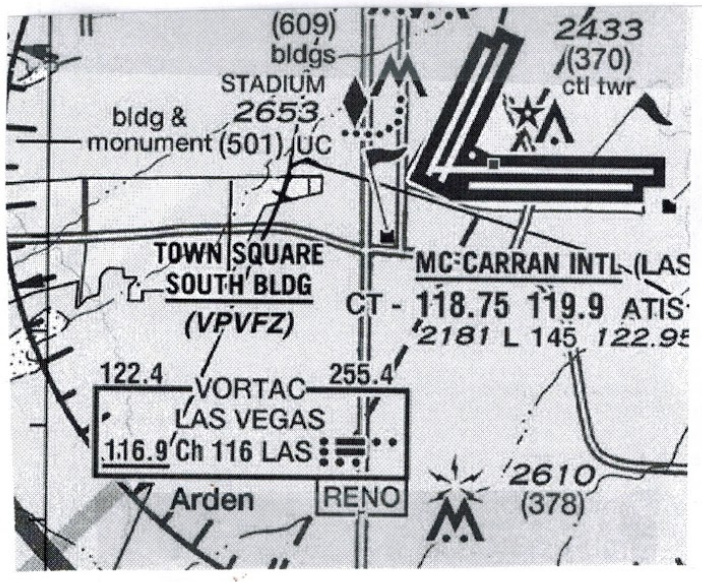 (609)
bldgs
2433
(370)
ctl twr
STADIUM
2653
(501) UC
bldg &
monument
TOWN SQUARE
SOUTH BLDG
(VPVFZ)
MC CARRAN INTL (LAS
CT - 118.75 119.9 ATIS
2181 L 145 122.95
122.4 VORTAC 255.4
LAS VEGAS
116.9 Ch 116 LAS
Arden
RENO
2610
(378)